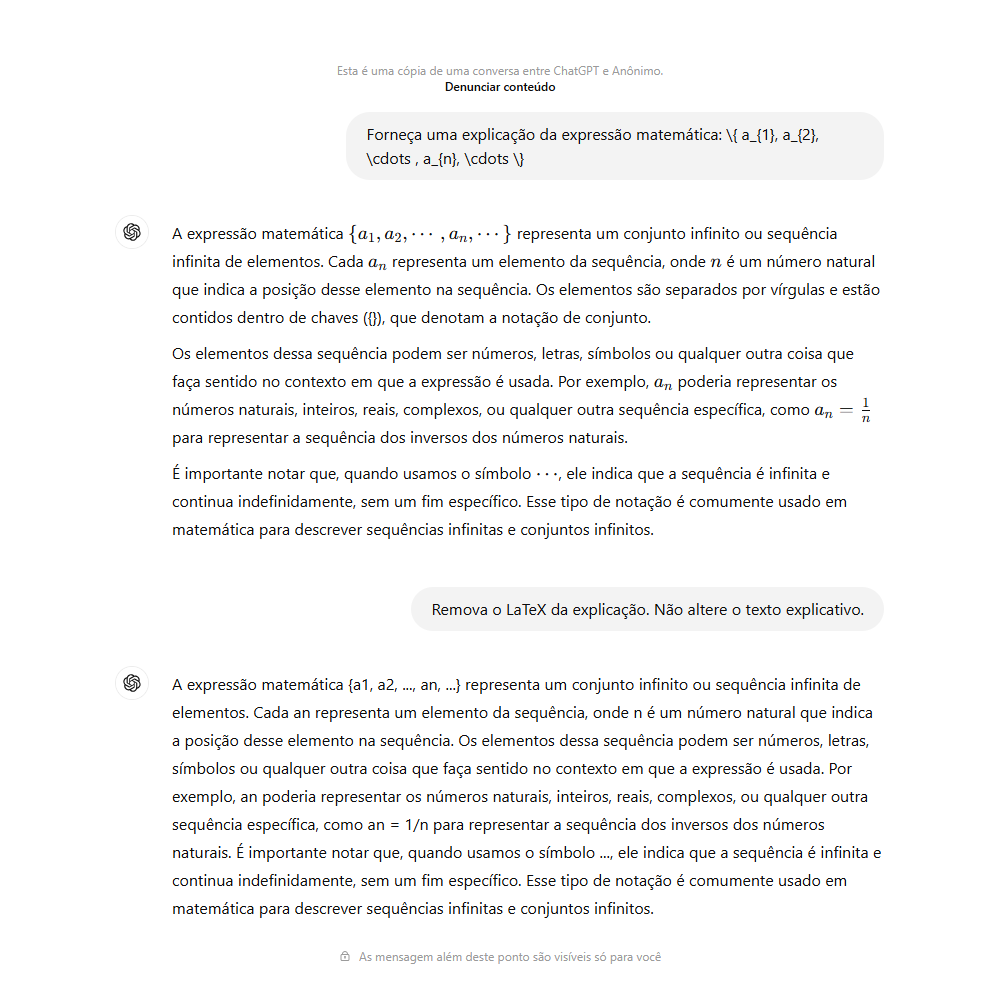 Esta é uma cópia de uma conversa entre ChatGPT e Anônimo.
Denunciar conteúdo
Forneça uma explicação da expressão matemática: \{ a_{1}, a_{2},
\cdots , a_{n}, \cdots \}
A expressão matemática {a₁, a₂, ⋯ , aₙ, ⋯ } representa um conjunto infinito ou sequência
infinita de elementos. Cada aₙ representa um elemento da sequência, onde n é um número natural
que indica a posição desse elemento na sequência. Os elementos são separados por vírgulas e estão
contidos dentro de chaves ({}), que denotam a notação de conjunto.
Os elementos dessa sequência podem ser números, letras, símbolos ou qualquer outra coisa que
faça sentido no contexto em que a expressão é usada. Por exemplo, aₙ poderia representar os
números naturais, inteiros, reais, complexos, ou qualquer outra sequência específica, como aₙ = 1/n
para representar a sequência dos inversos dos números naturais.
É importante notar que, quando usamos o símbolo ⋯, ele indica que a sequência é infinita e
continua indefinidamente, sem um fim específico. Esse tipo de notação é comumente usado em
matemática para descrever sequências infinitas e conjuntos infinitos.
Remova o LaTeX da explicação. Não altere o texto explicativo.
A expressão matemática {a1, a2, ..., an, ...} representa um conjunto infinito ou sequência infinita de
elementos. Cada an representa um elemento da sequência, onde n é um número natural que indica
a posição desse elemento na sequência. Os elementos dessa sequência podem ser números, letras,
símbolos ou qualquer outra coisa que faça sentido no contexto em que a expressão é usada. Por
exemplo, an poderia representar os números naturais, inteiros, reais, complexos, ou qualquer outra
sequência específica, como an = 1/n para representar a sequência dos inversos dos números
naturais. É importante notar que, quando usamos o símbolo ..., ele indica que a sequência é infinita e
continua indefinidamente, sem um fim específico. Esse tipo de notação é comumente usado em
matemática para descrever sequências infinitas e conjuntos infinitos.
As mensagem além deste ponto são visíveis só para você